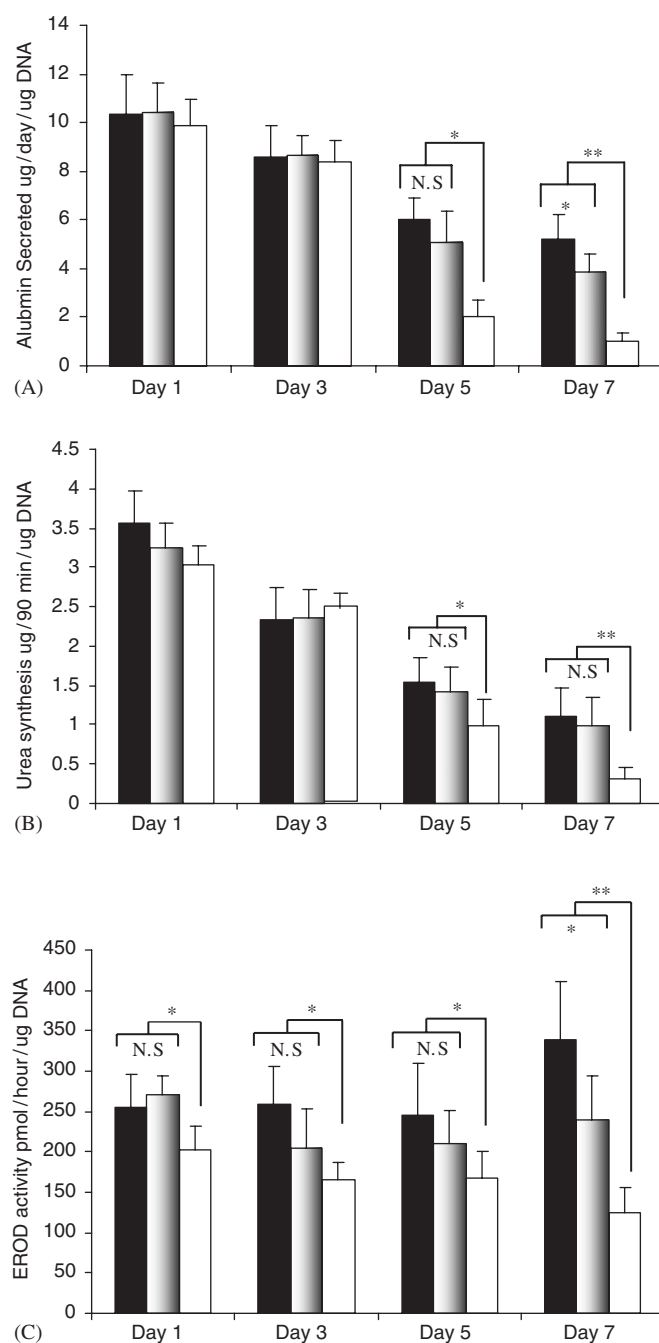 14
12
10
8
6
4
2
0
Alubmin Secreted ug/day/ug DNA
*
N.S
**
*
(A)
Day 1 Day 3 Day 5 Day 7
4.5
4
3.5
3
2.5
2
1.5
1
0.5
0
Urea synthesis ug/90 min/ug DNA
*
N.S
**
N.S
(B)
Day 1 Day 3 Day 5 Day 7
450
400
350
300
250
200
150
100
50
0
EROD activity pmol/hour/ug DNA
*
N.S
*
N.S
*
N.S
**
*
(C)
Day 1 Day 3 Day 5 Day 7